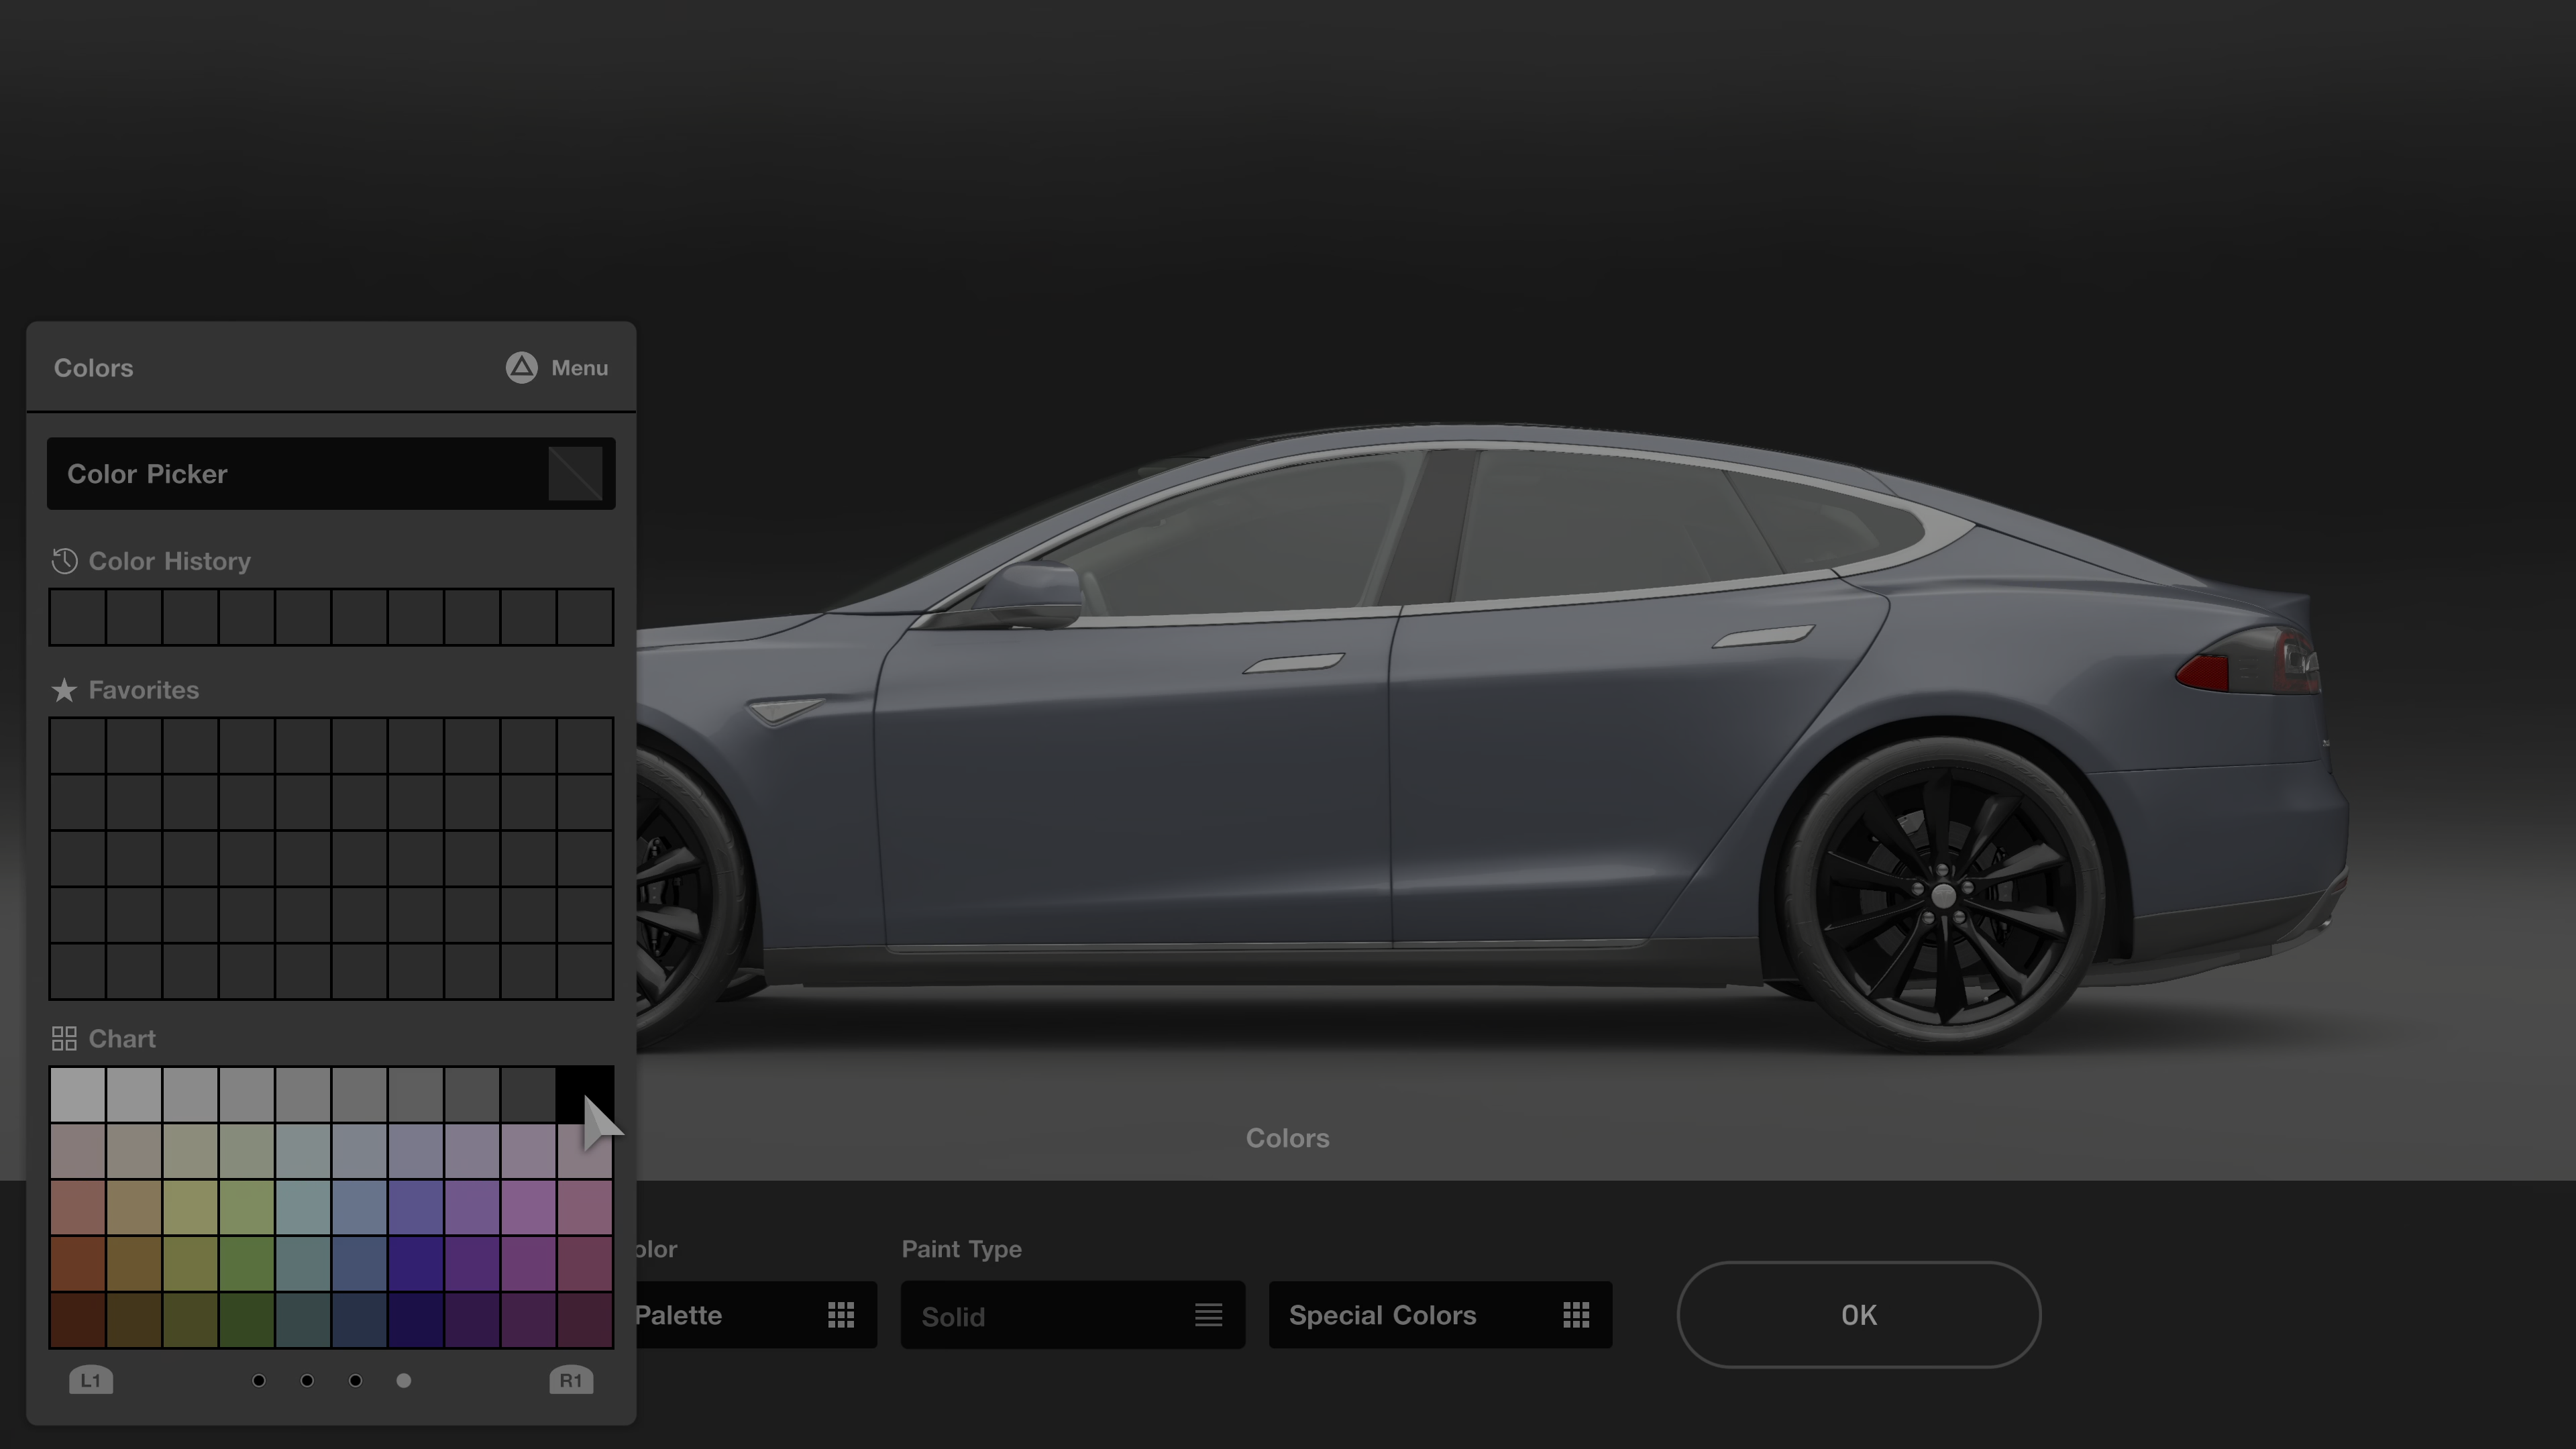 Colors
Menu
Color Picker
Color History
Favorites
Chart
L1
R1
Colors
olor
Palette
Paint Type
Solid
Special Colors
OK